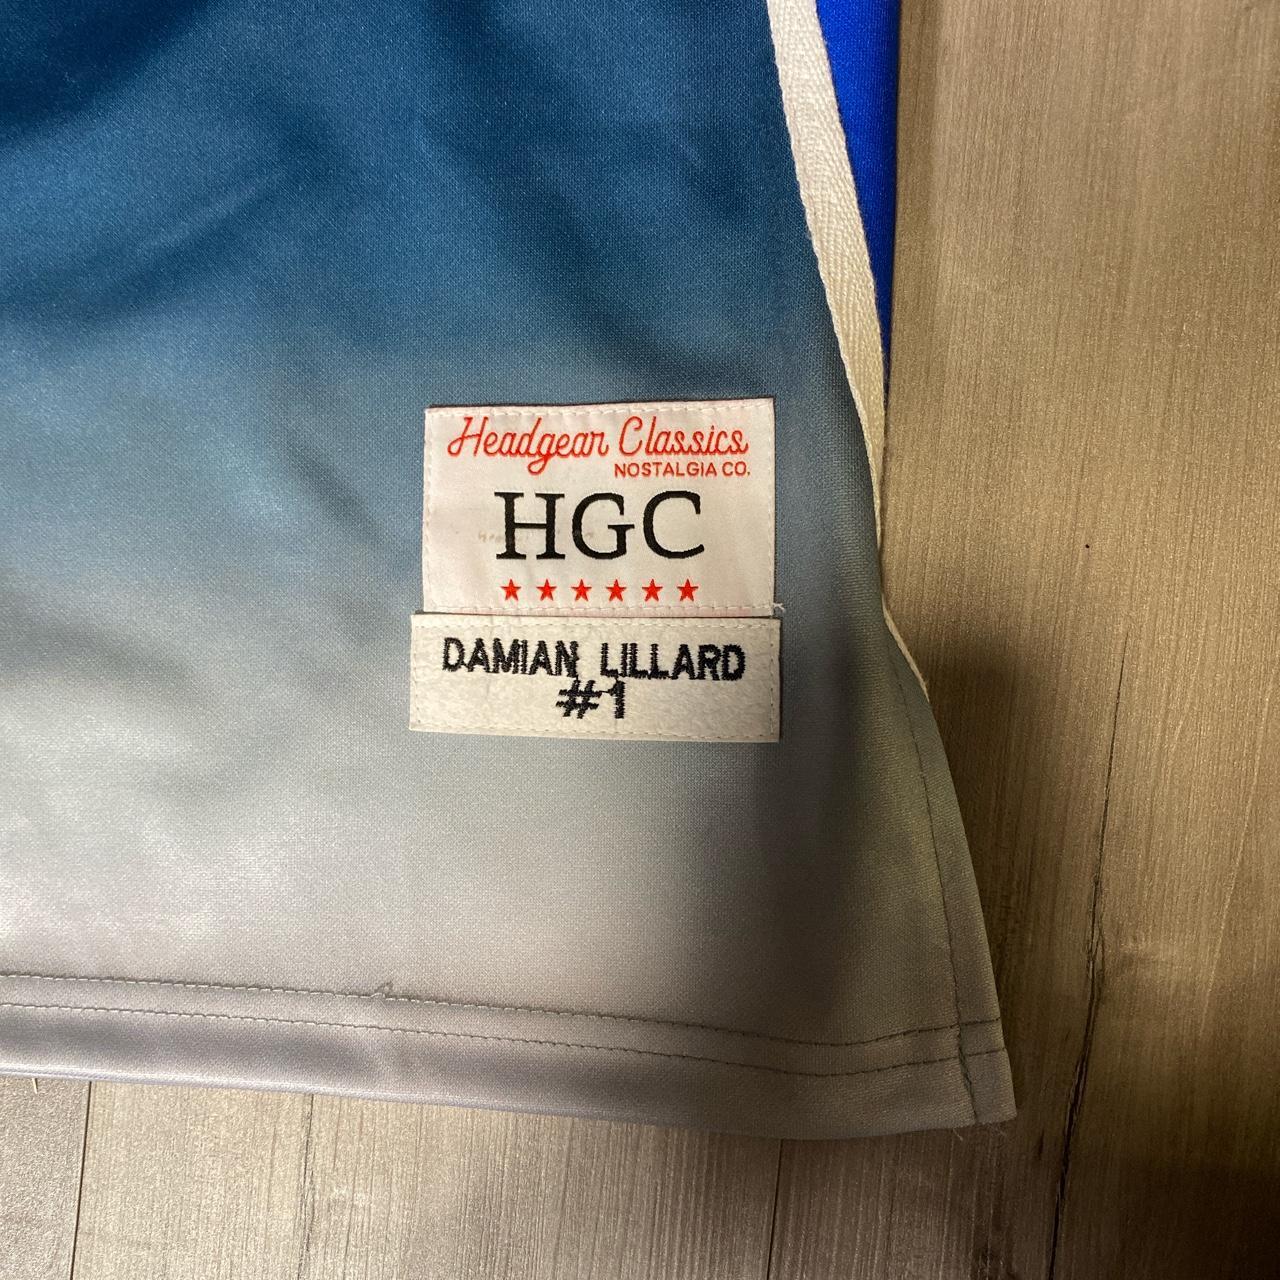 Headgear Classics
NOSTALGIA CO.
HGC
DAMIAN LILLARD
#1